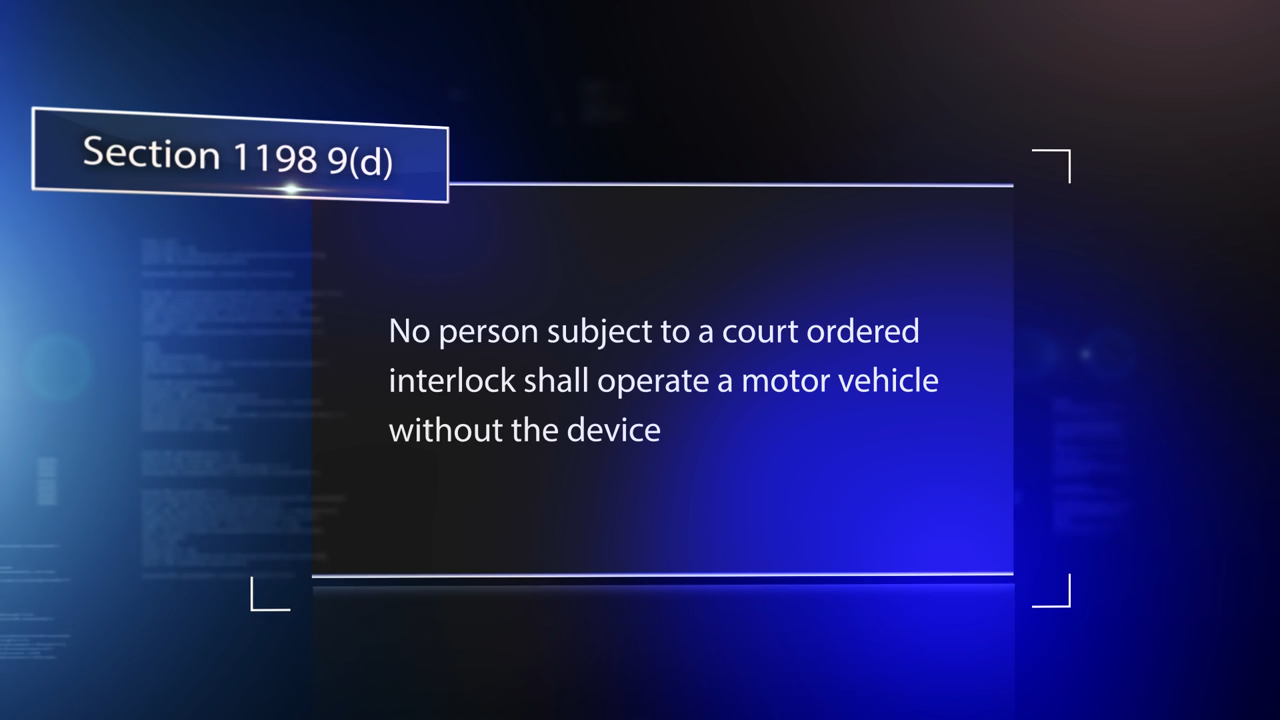 Section 1198 9(d)
No person subject to a court ordered
interlock shall operate a motor vehicle
without the device